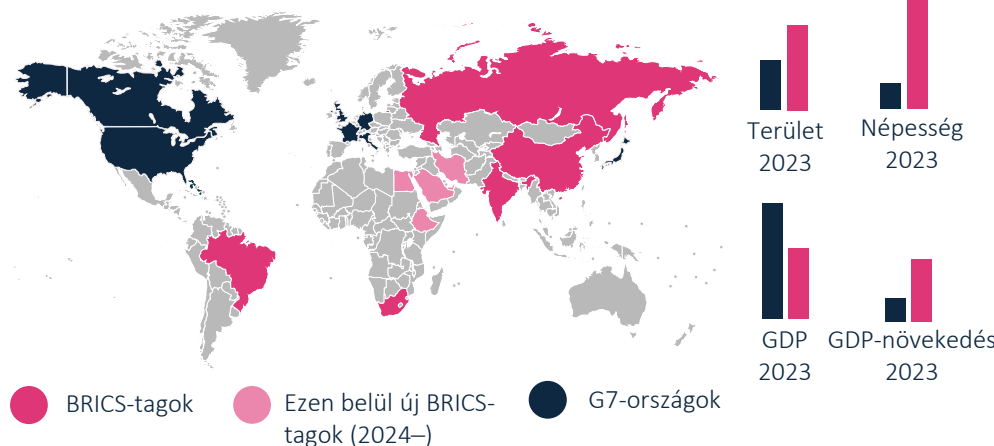 Terület
2023
Népesség
2023
GDP
2023
GDP-növekedés
2023
BRICS-tagok
Ezen belül új BRICS-
tagok (2024–)
G7-országok